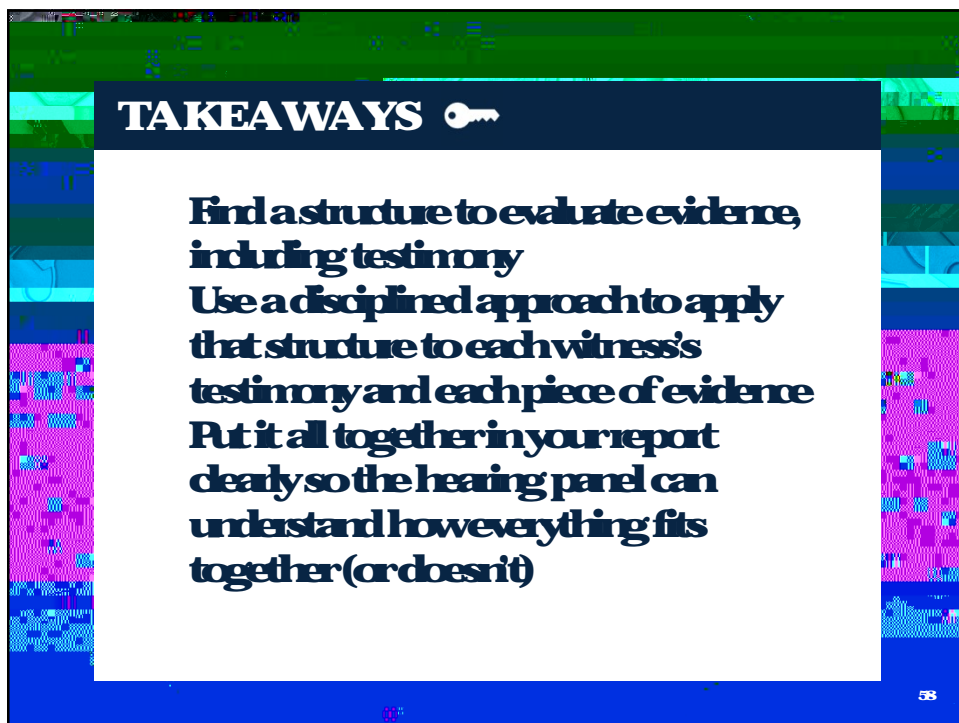 TAKEAWAYS
Find a structure to evaluate evidence,
including testimony
Use a disciplined approach to apply
that structure to each witness's
testimony and each piece of evidence
Put it all together in your report
clearly so the hearing panel can
understand how everything fits
together (or doesn't)
58